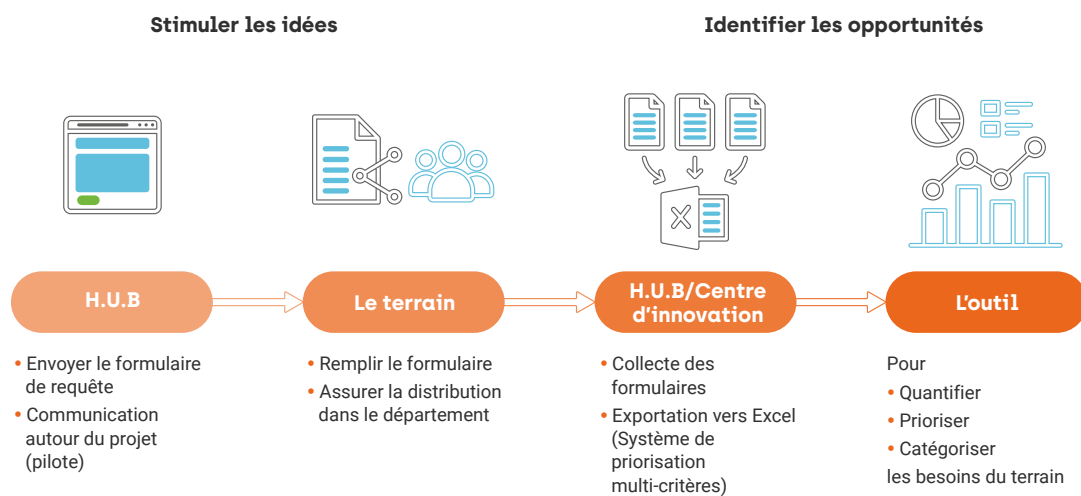 Stimuler les idées
Identifier les opportunités
X
H.U.B
Le terrain
H.U.B/Centre
d'innovation
L'outil
• Envoyer le formulaire
de requête
• Communication
autour du projet
(pilote)
• Remplir le formulaire
• Assurer la distribution
dans le département
• Collecte des
formulaires
• Exportation vers Excel
(Système de
priorisation
multi-critères)
Pour
• Quantifier
• Prioriser
• Catégoriser
les besoins du terrain